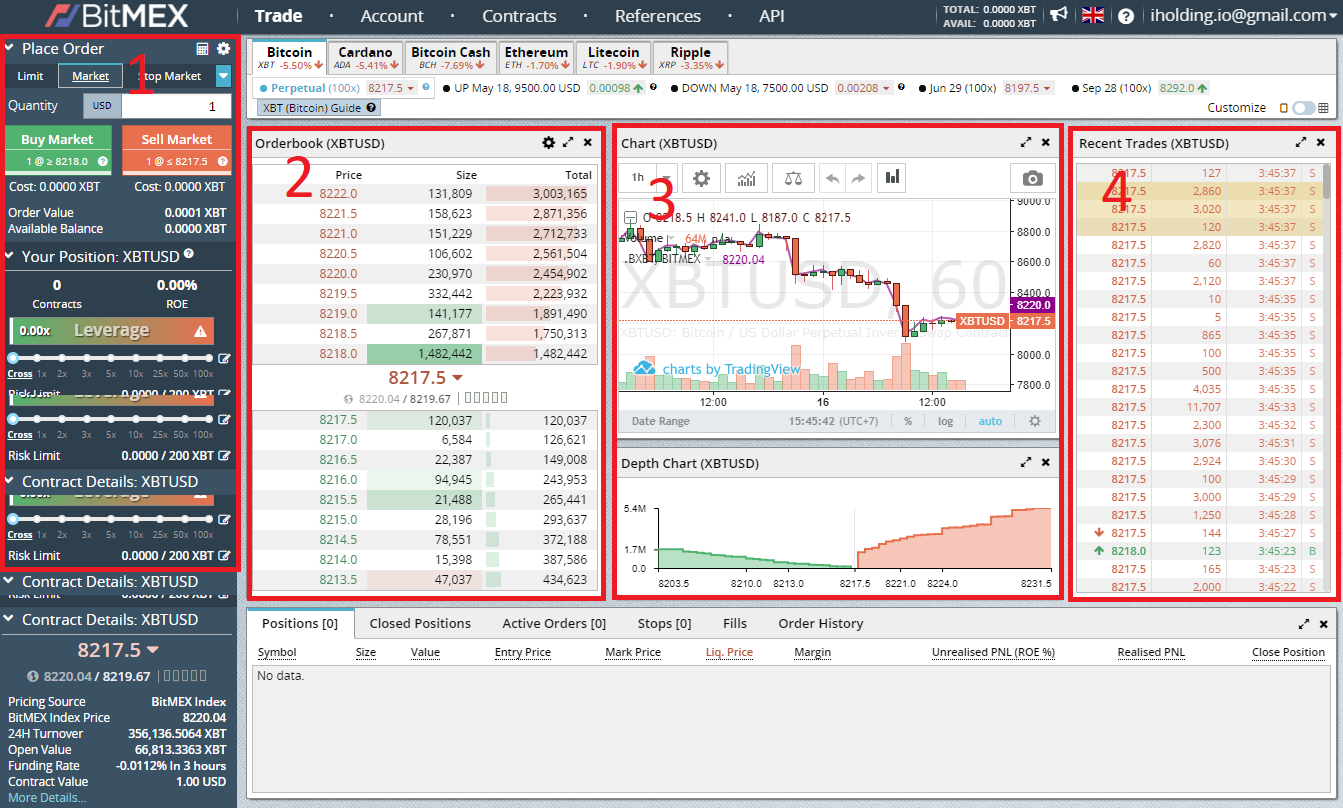 BitMEX
Trade · Account · Contracts · References · API
TOTAL: 0.0000 XBT
AVAIL: 0.0000 XBT
iholding.io@gmail.com
Place Order
1
Limit Market Stop Market
Quantity USD 1
Buy Market Sell Market
1 @ ≥ 8218.0 1 @ ≤ 8217.5
Cost: 0.0000 XBT Cost: 0.0000 XBT
Order Value 0.0001 XBT
Available Balance 0.0000 XBT
Your Position: XBTUSD
0 0.00%
Contracts ROE
0.00x Leverage
Cross 1x 2x 3x 5x 10x 25x 50x 100x
Risk Limit 0.0000 / 200 XBT
Cross 1x 2x 3x 5x 10x 25x 50x 100x
Risk Limit 0.0000 / 200 XBT
Contract Details: XBTUSD
0.00x Leverage
Cross 1x 2x 3x 5x 10x 25x 50x 100x
Risk Limit 0.0000 / 200 XBT
Contract Details: XBTUSD
Risk Limit 0.0000 / 200 XBT
Contract Details: XBTUSD
8217.5
8220.04 / 8219.67
Pricing Source BitMEX Index
BitMEX Index Price 8220.04
24H Turnover 356,136.5064 XBT
Open Value 66,813.3363 XBT
Funding Rate -0.0112% In 3 hours
Contract Value 1.00 USD
More Details...
Bitcoin Cardano Bitcoin Cash Ethereum Litecoin Ripple
XBT -5.50% ADA -5.41% BCH -7.69% ETH -1.70% LTC -1.90% XRP -3.35%
Perpetual (100x) 8217.5 UP May 18, 9500.00 USD 0.00098 DOWN May 18, 7500.00 USD 0.00208 Jun 29 (100x) 8197.5 Sep 28 (100x) 8292.0
XBT (Bitcoin) Guide
Customize
Orderbook (XBTUSD)
2
Price Size Total
8222.0 131,809 3,003,165
8221.5 158,623 2,871,356
8221.0 151,229 2,712,733
8220.5 106,602 2,561,504
8220.0 230,970 2,454,902
8219.5 332,442 2,223,932
8219.0 141,177 1,891,490
8218.5 267,871 1,750,313
8218.0 1,482,442 1,482,442
8217.5
8220.04 / 8219.67
8217.5 120,037 120,037
8217.0 6,584 126,621
8216.5 22,387 149,008
8216.0 94,945 243,953
8215.5 21,488 265,441
8215.0 28,196 293,637
8214.5 78,551 372,188
8214.0 15,398 387,586
8213.5 47,037 434,623
Chart (XBTUSD)
3
1h
O 8218.5 H 8241.0 L 8187.0 C 8217.5
Volume 64M n/a
.BXBT, BITMEX 8220.04
XBTUSD, 60
XBTUSD: Bitcoin / US Dollar Perpetual Inverse Swap Contract
9000.0
8800.0
8600.0
8400.0
8220.0
XBTUSD 8217.5
8000.0
7800.0
charts by TradingView
12:00 16 12:00
Date Range 15:45:42 (UTC+7) % log auto
Depth Chart (XBTUSD)
5.4M
1.7M
0.0
8203.5 8210.0 8213.0 8217.5 8221.0 8224.0 8231.5
Recent Trades (XBTUSD)
4
8217.5 127 3:45:37 S
8217.5 2,860 3:45:37 S
8217.5 3,020 3:45:37 S
8217.5 120 3:45:37 S
8217.5 2,820 3:45:37 S
8217.5 60 3:45:37 S
8217.5 2,120 3:45:37 S
8217.5 10 3:45:35 S
8217.5 5 3:45:35 S
8217.5 865 3:45:35 S
8217.5 100 3:45:35 S
8217.5 500 3:45:35 S
8217.5 4,035 3:45:35 S
8217.5 11,707 3:45:33 S
8217.5 2,300 3:45:32 S
8217.5 3,076 3:45:31 S
8217.5 2,924 3:45:30 S
8217.5 100 3:45:29 S
8217.5 3,000 3:45:29 S
8217.5 1,250 3:45:28 S
8217.5 144 3:45:27 S
8218.0 123 3:45:23 B
8217.5 165 3:45:23 S
8217.5 2,000 3:45:22 S
Positions [0] Closed Positions Active Orders [0] Stops [0] Fills Order History
Symbol Size Value Entry Price Mark Price Liq. Price Margin Unrealised PNL (ROE %) Realised PNL Close Position
No data.